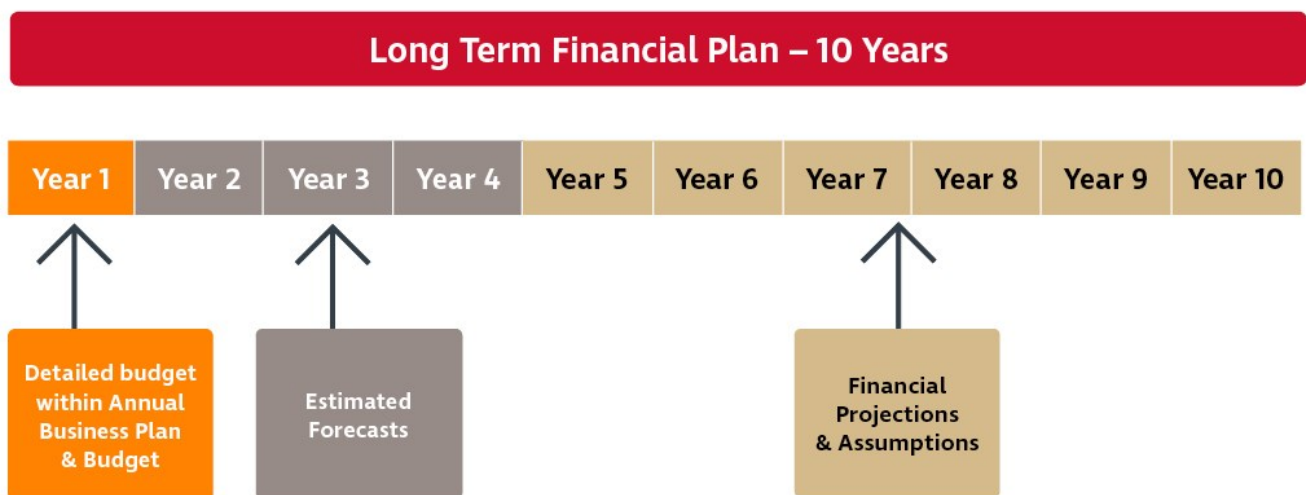 Long Term Financial Plan – 10 Years
Year 1 Year 2 Year 3 Year 4 Year 5 Year 6 Year 7 Year 8 Year 9 Year 10
Detailed budget
within Annual
Business Plan
& Budget
Estimated
Forecasts
Financial
Projections
& Assumptions